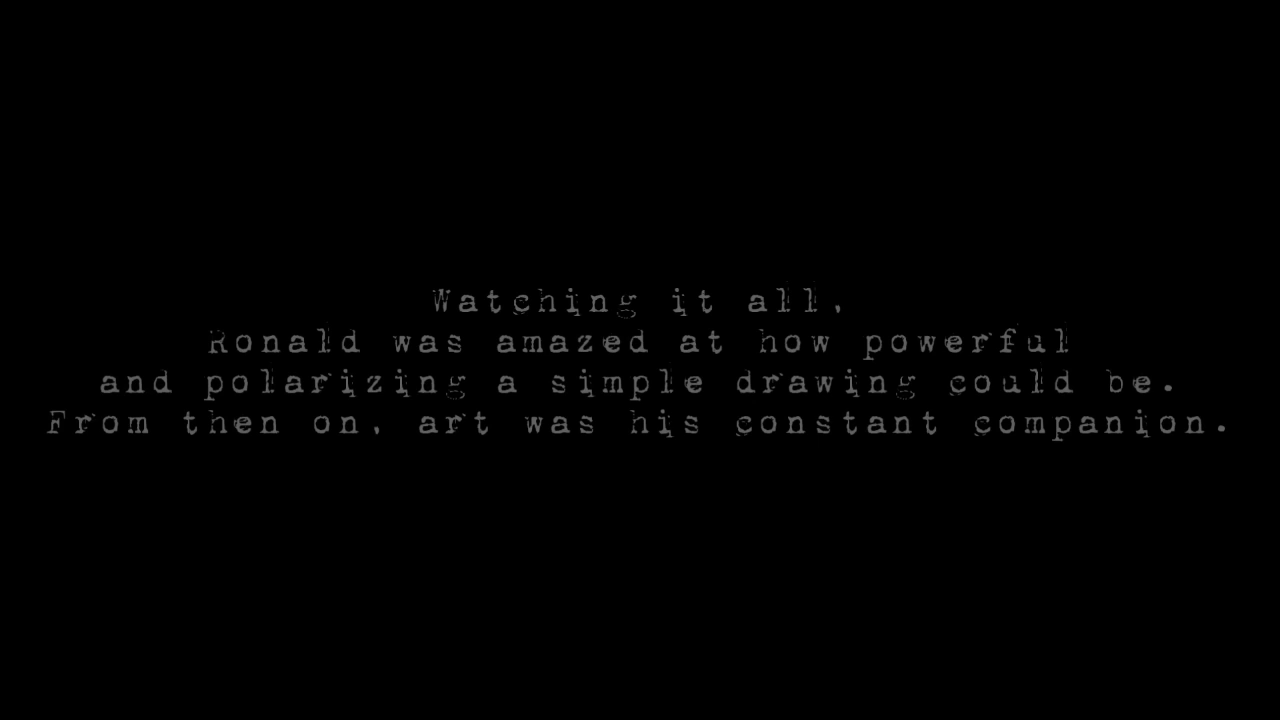 Watching it all,
Ronald was amazed at how powerful
and polarizing a simple drawing could be.
From then on, art was his constant companion.